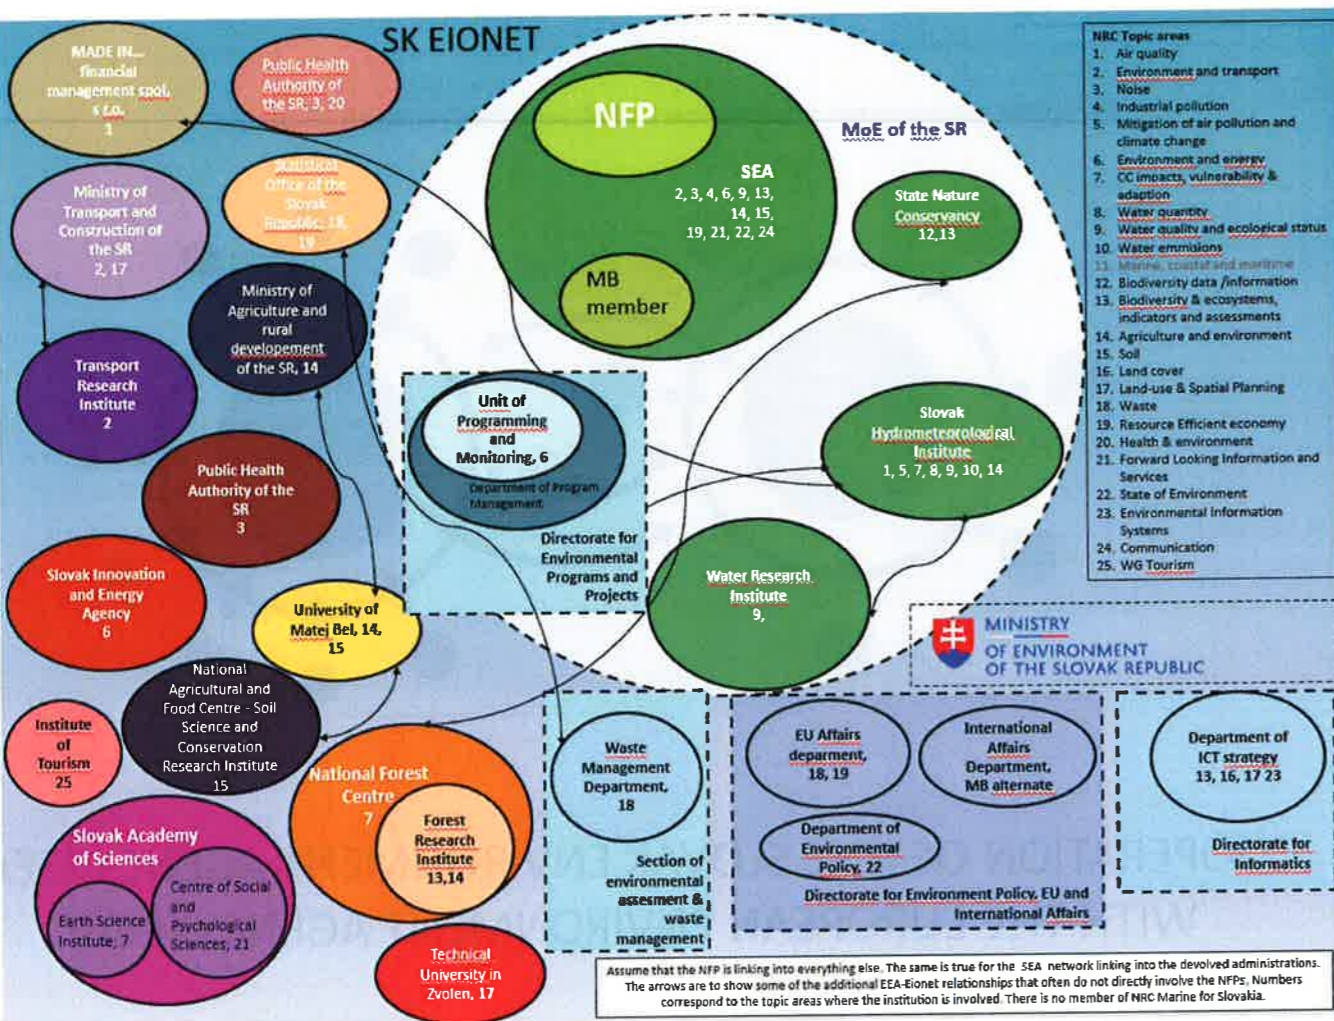 SK EIONET
MADE IN...
financial
management spol,
s r.o.
1
Public Health
Authority of
the SR, 3, 20
NFP
SEA
2, 3, 4, 6, 9, 13,
14, 15,
19, 21, 22, 24
MB
member
MoE of the SR
State Nature
Conservancy
12,13
Ministry of
Transport and
Construction of
the SR
2, 17
Statistical
Office of the
Slovak
Republic, 18,
19
Ministry of
Agriculture and
rural
developement
of the SR, 14
Transport
Research
Institute
2
Unit of
Programming
and
Monitoring, 6
Department of Program
Management
Directorate for
Environmental
Programs and
Projects
Slovak
Hydrometeprological
Institute
1, 5, 7, 8, 9, 10, 14
Public Health
Authority of the
SR
3
Slovak Innovation
and Energy
Agency
6
University of
Matej Bel, 14,
15
Water Research
Institute
9,
National
Agricultural and
Food Centre - Soil
Science and
Conservation
Research Institute
15
Institute
of
Tourism
25
National Forest
Centre
7
Forest
Research
Institute
13,14
Slovak Academy
of Sciences
Earth Science
Institute, 7
Centre of Social
and
Psychological
Sciences, 21
Technical
University in
Zvolen, 17
Waste
Management
Department,
18
Section of
environmental
assesment &
waste
management
EU Affairs
deparment,
18, 19
International
Affairs
Department,
MB alternate
Department of
Environmental
Policy, 22
Directorate for Environment Policy, EU and
International Affairs
Department of
ICT strategy
13, 16, 17 23
Directorate for
Informatics
MINISTRY
OF ENVIRONMENT
OF THE SLOVAK REPUBLIC
NRC Topic areas
1. Air quality
2. Environment and transport
3. Noise
4. Industrial pollution
5. Mitigation of air pollution and
climate change
6. Environment and energy
7. CC impacts, vulnerability &
adaption
8. Water quantity
9. Water quality and ecological status
10. Water emmisions
11. Marine, coastal and maritime
12. Biodiversity data /information
13. Biodiversity & ecosystems,
indicators and assessments
14. Agriculture and environment
15. Soil
16. Land cover
17. Land-use & Spatial Planning
18. Waste
19. Resource Efficient economy
20. Health & environment
21. Forward Looking Information and
Services
22. State of Environment
23. Environmental Information
Systems
24. Communication
25. WG Tourism
Assume that the NFP is linking into everything else. The same is true for the SEA network linking into the devolved administrations.
The arrows are to show some of the additional EEA-Eionet relationships that often do not directly involve the NFPs, Numbers
correspond to the topic areas where the institution is involved. There is no member of NRC Marine for Slovakia.